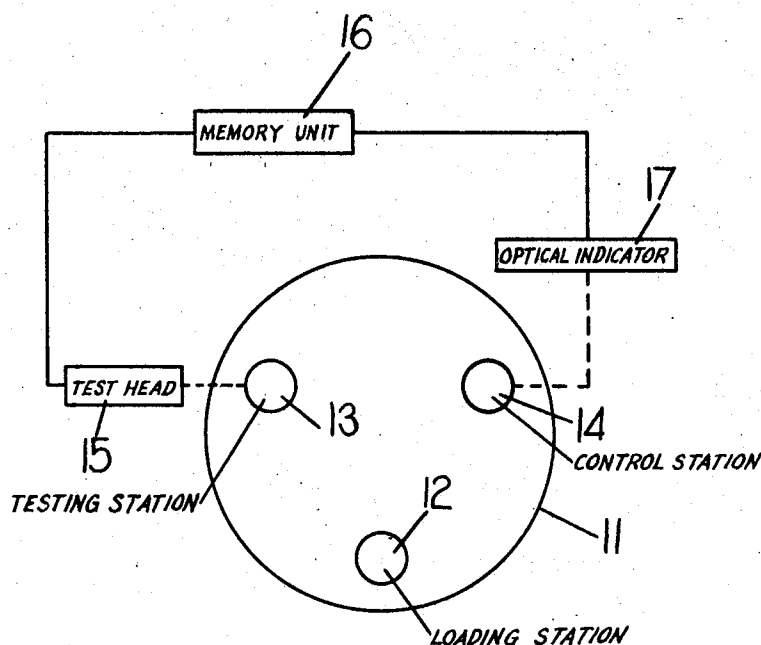 16
MEMORY UNIT
17
OPTICAL INDICATOR
TEST HEAD
15
13
14
TESTING STATION
CONTROL STATION
12
11
LOADING STATION